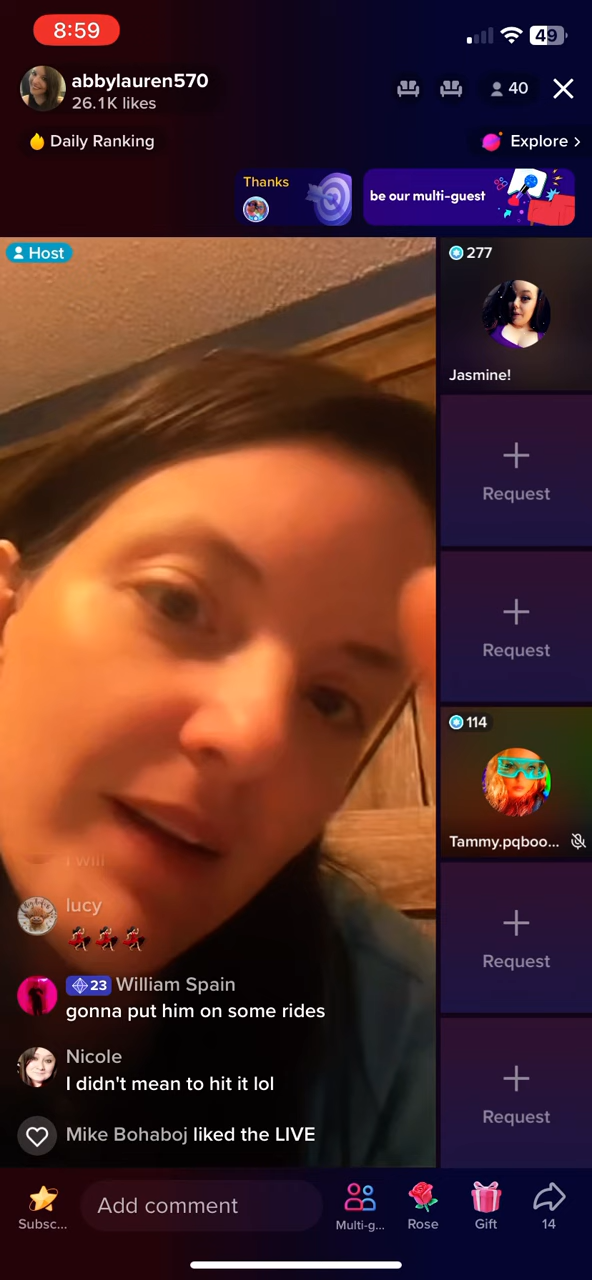 8:59
49
abbylauren570
26.1K likes
40
Daily Ranking
Explore >
Thanks
be our multi-guest
Host
277
Jasmine!
+
Request
+
Request
114
Tammy.pqboo...
+
Request
+
Request
I will
lucy
23 William Spain
gonna put him on some rides
Nicole
I didn't mean to hit it lol
Mike Bohaboj liked the LIVE
Subsc...
Add comment
Multi-g...
Rose
Gift
14